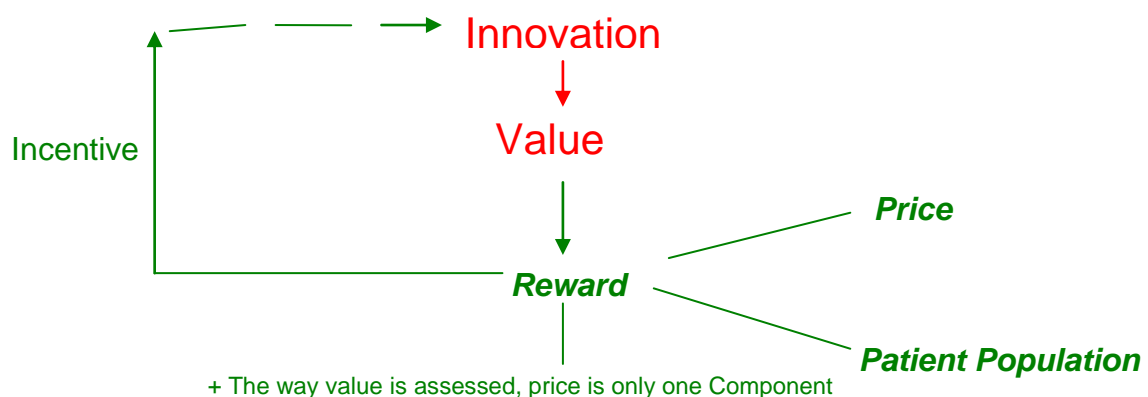 Innovation
Value
Incentive
Price
Reward
Patient Population
+ The way value is assessed, price is only one Component